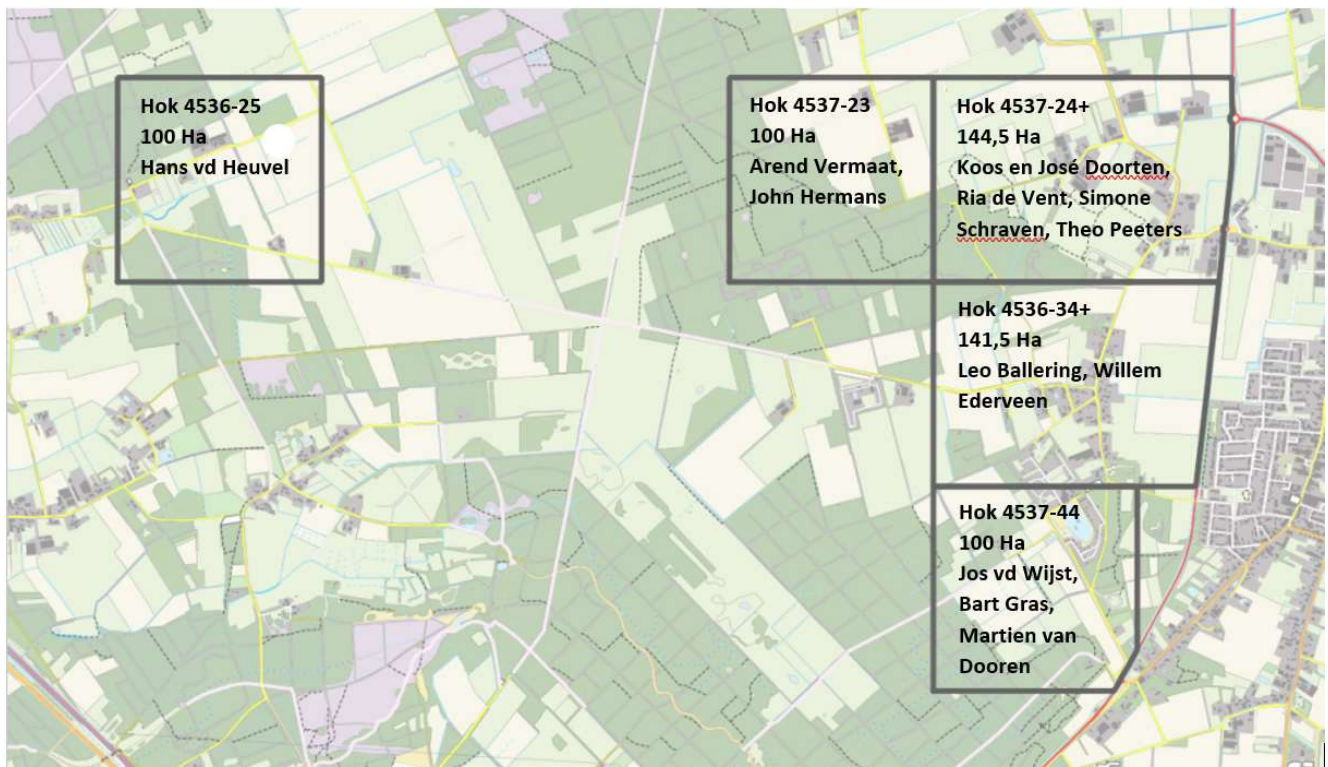 Hok 4536-25
100 Ha
Hans vd Heuvel
Hok 4537-23
100 Ha
Arend Vermaat,
John Hermans
Hok 4537-24+
144,5 Ha
Koos en José Doorten,
Ria de Vent, Simone
Schraven, Theo Peeters
Hok 4536-34+
141,5 Ha
Leo Ballering, Willem
Ederveen
Hok 4537-44
100 Ha
Jos vd Wijst,
Bart Gras,
Martien van
Dooren